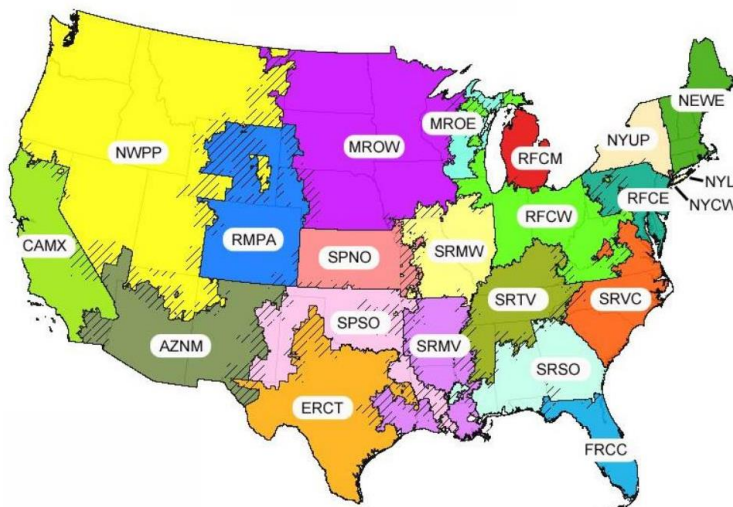 NEWE
MROE
NYUP
NWPP
MROW
RFCM
NYL
RFCE
NYCW
RFCW
CAMX
RMPA
SRMW
SPNO
SRTV
SRVC
SPSO
AZNM
SRMV
SRSO
ERCT
FRCC